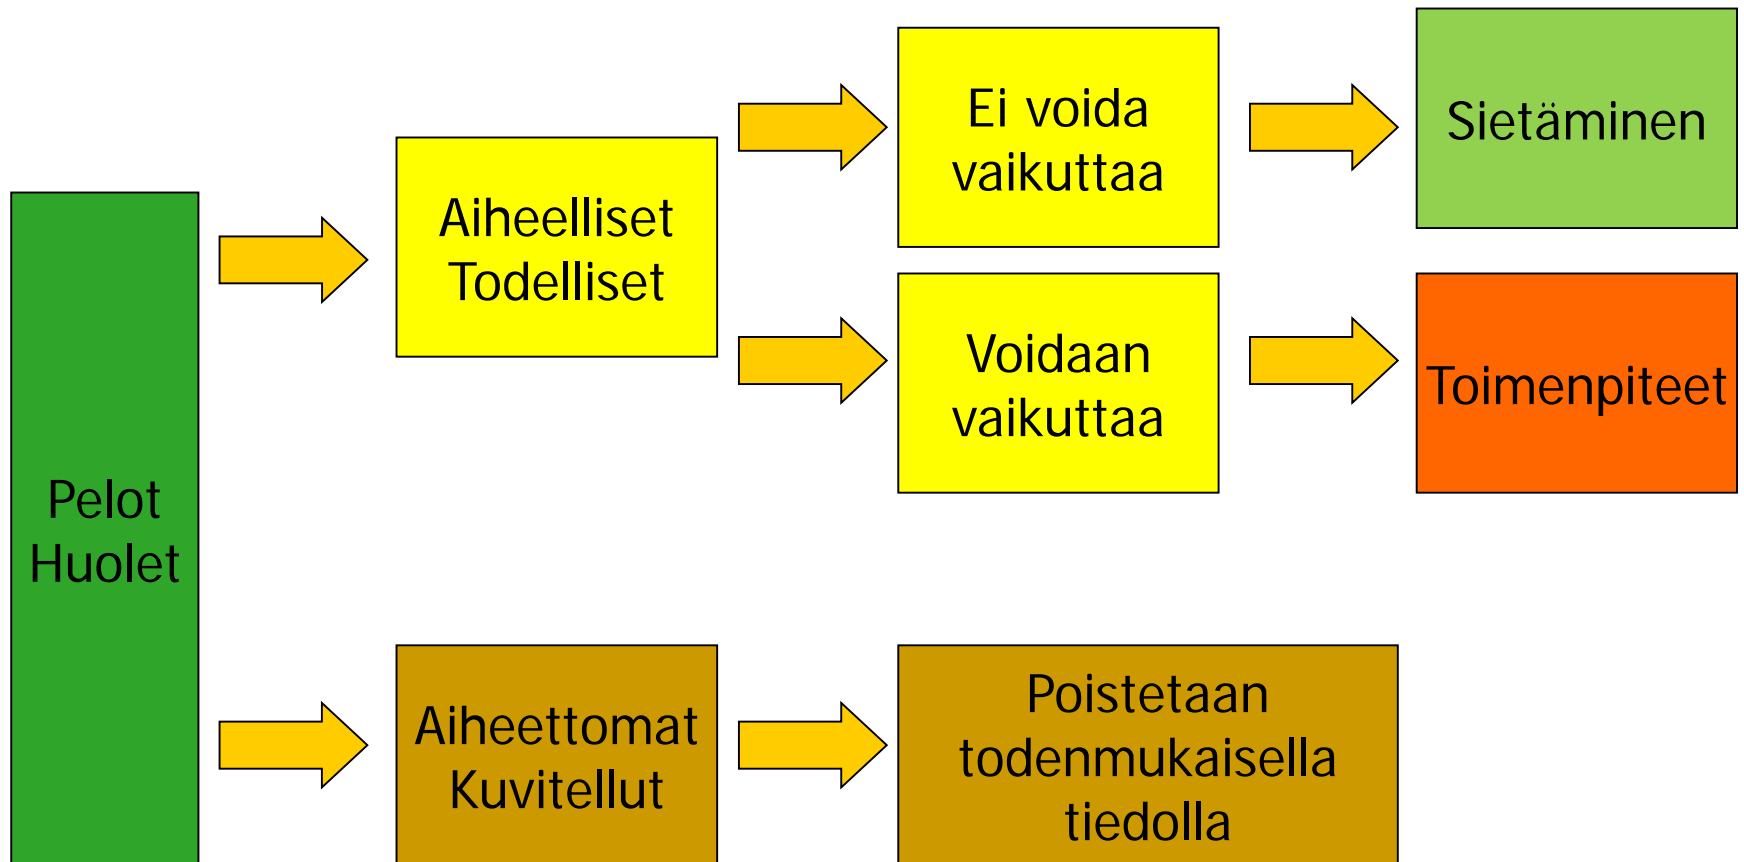 Pelot
Huolet
Aiheelliset
Todelliset
Ei voida
vaikuttaa
Sietäminen
Voidaan
vaikuttaa
Toimenpiteet
Aiheettomat
Kuvitellut
Poistetaan
todenmukaisella
tiedolla